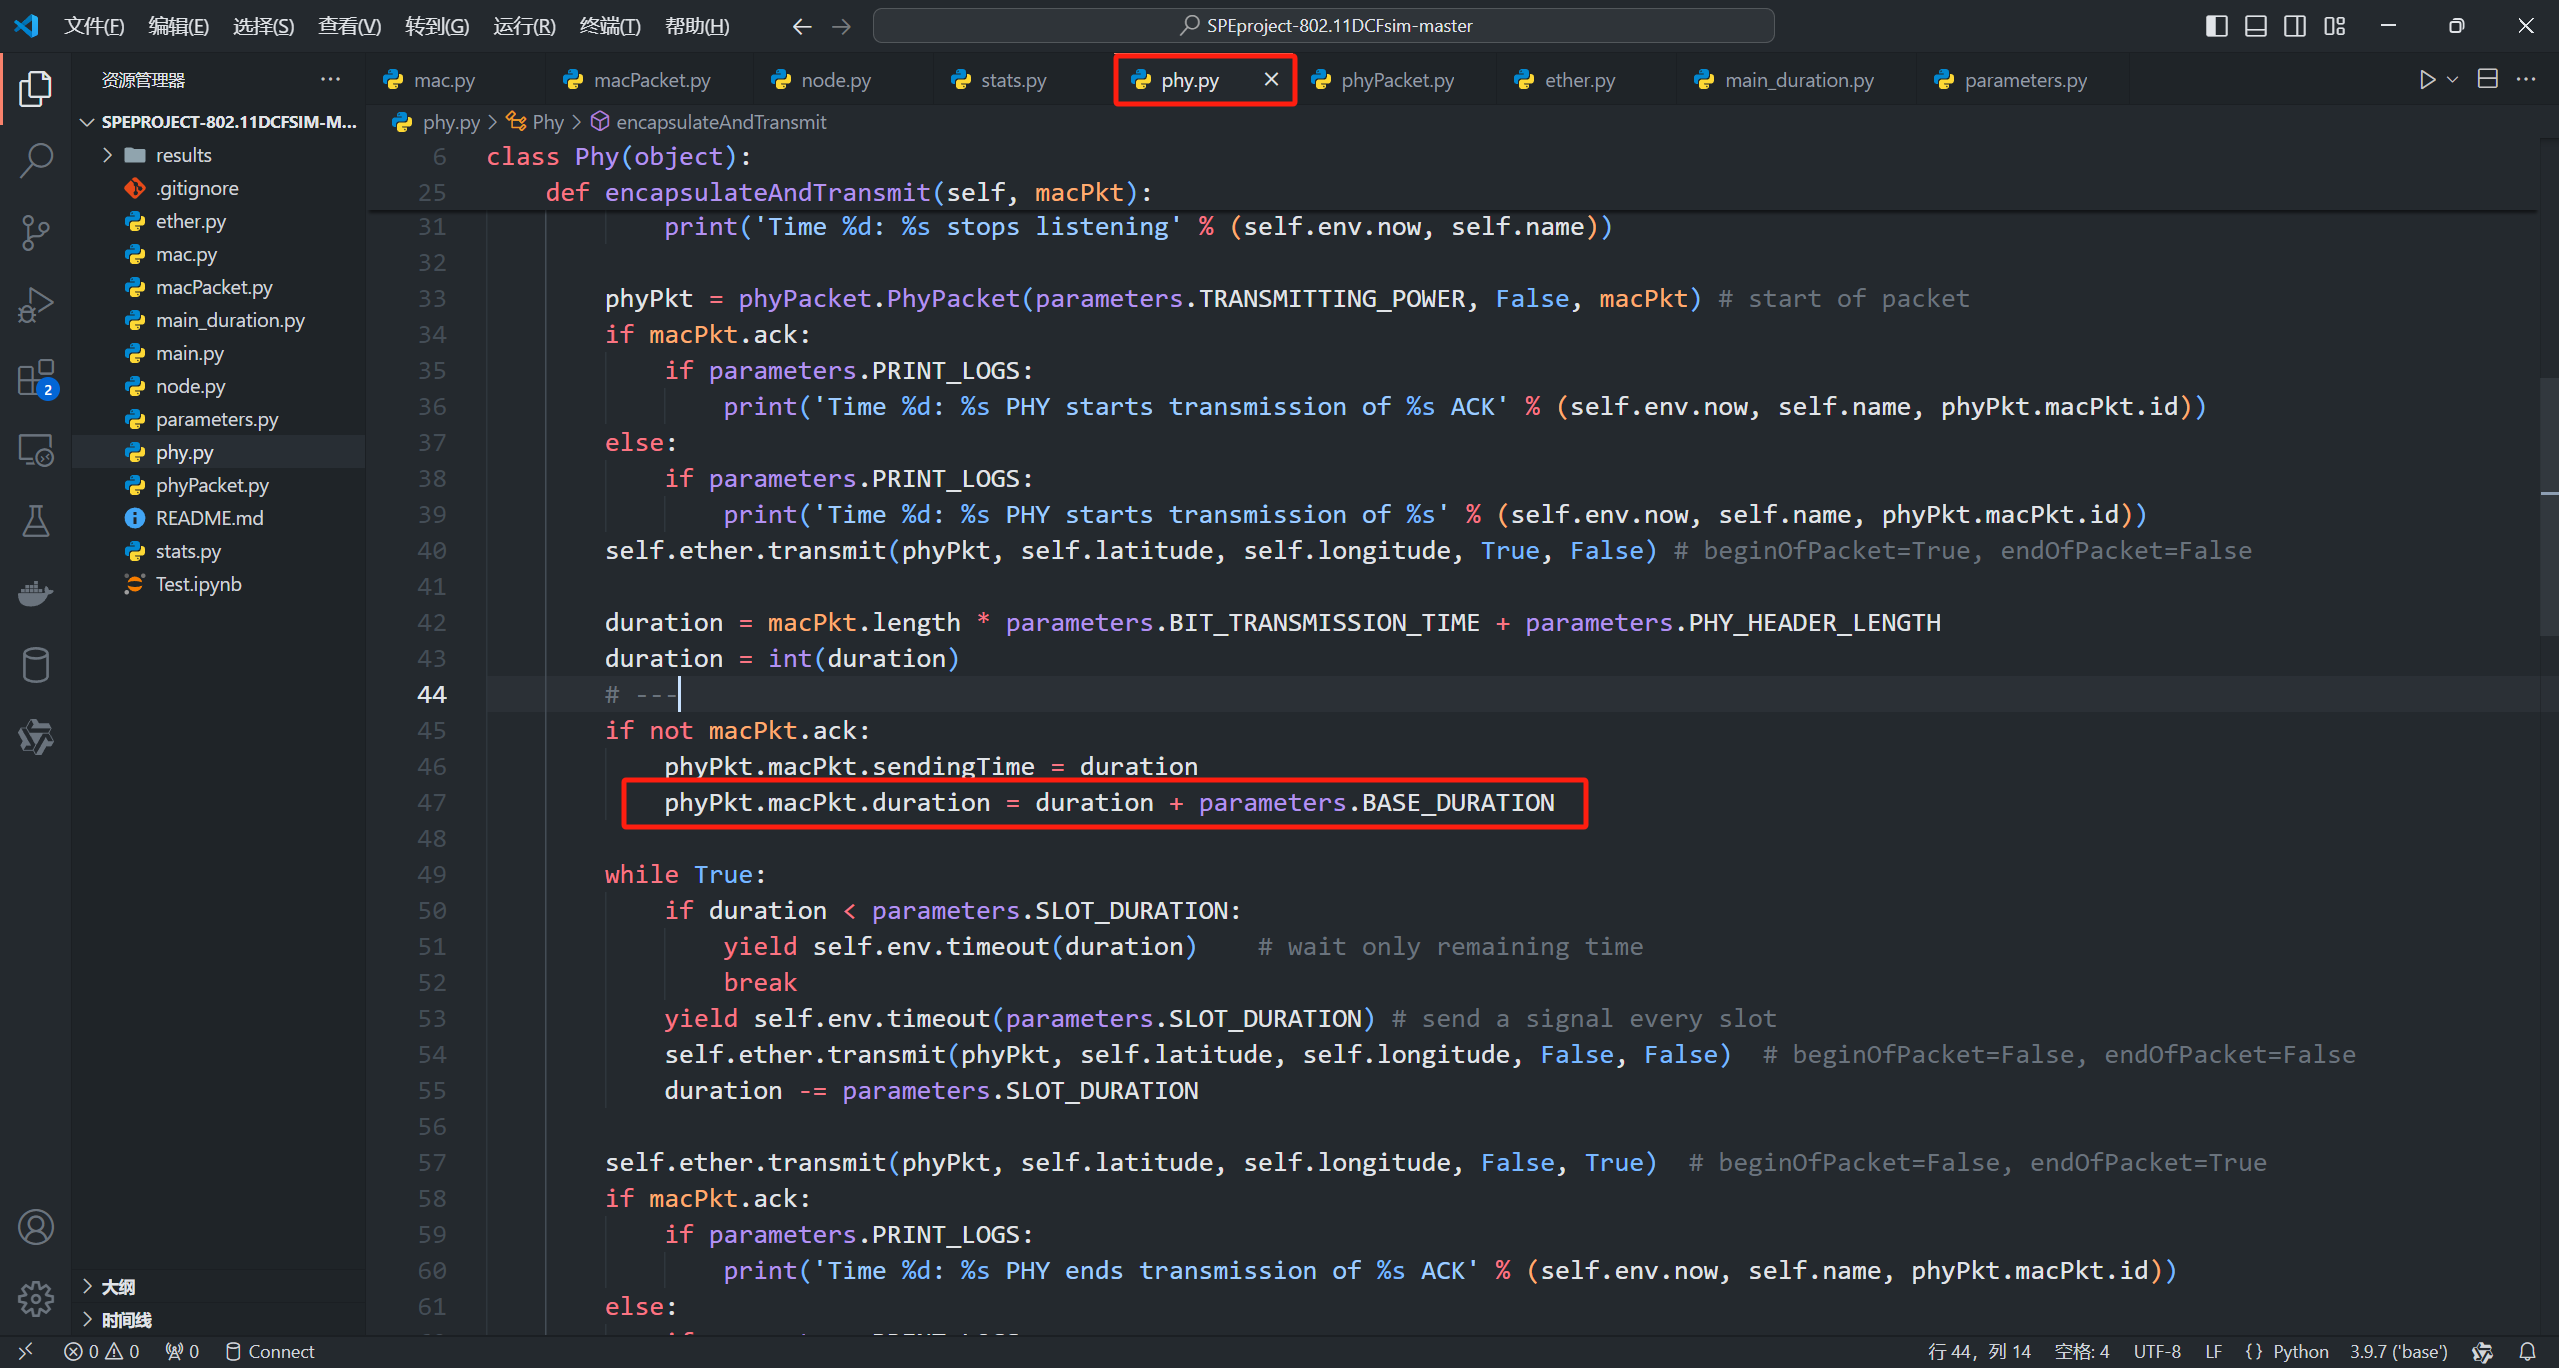 文件(F) 编辑(E) 选择(S) 查看(V) 转到(G) 运行(R) 终端(T) 帮助(H) SPEproject-802.11DCFsim-master
资源管理器
mac.py macPacket.py node.py stats.py phy.py phyPacket.py ether.py main_duration.py parameters.py
SPEPROJECT-802.11DCFSIM-M...
results
.gitignore
ether.py
mac.py
macPacket.py
main_duration.py
main.py
node.py
parameters.py
phy.py
phyPacket.py
README.md
stats.py
Test.ipynb
大纲
时间线
2
phy.py > Phy > encapsulateAndTransmit
6 class Phy(object):
25     def encapsulateAndTransmit(self, macPkt):
31             print('Time %d: %s stops listening' % (self.env.now, self.name))
32
33         phyPkt = phyPacket.PhyPacket(parameters.TRANSMITTING_POWER, False, macPkt) # start of packet
34         if macPkt.ack:
35             if parameters.PRINT_LOGS:
36                 print('Time %d: %s PHY starts transmission of %s ACK' % (self.env.now, self.name, phyPkt.macPkt.id))
37         else:
38             if parameters.PRINT_LOGS:
39                 print('Time %d: %s PHY starts transmission of %s' % (self.env.now, self.name, phyPkt.macPkt.id))
40         self.ether.transmit(phyPkt, self.latitude, self.longitude, True, False) # beginOfPacket=True, endOfPacket=False
41
42         duration = macPkt.length * parameters.BIT_TRANSMISSION_TIME + parameters.PHY_HEADER_LENGTH
43         duration = int(duration)
44         # ---
45         if not macPkt.ack:
46             phyPkt.macPkt.sendingTime = duration
47             phyPkt.macPkt.duration = duration + parameters.BASE_DURATION
48
49         while True:
50             if duration < parameters.SLOT_DURATION:
51                 yield self.env.timeout(duration)    # wait only remaining time
52                 break
53             yield self.env.timeout(parameters.SLOT_DURATION) # send a signal every slot
54             self.ether.transmit(phyPkt, self.latitude, self.longitude, False, False)  # beginOfPacket=False, endOfPacket=False
55             duration -= parameters.SLOT_DURATION
56
57         self.ether.transmit(phyPkt, self.latitude, self.longitude, False, True)  # beginOfPacket=False, endOfPacket=True
58         if macPkt.ack:
59             if parameters.PRINT_LOGS:
60                 print('Time %d: %s PHY ends transmission of %s ACK' % (self.env.now, self.name, phyPkt.macPkt.id))
61         else:
0 0 0 Connect 行 44，列 14 空格: 4 UTF-8 LF {} Python 3.9.7 ('base')